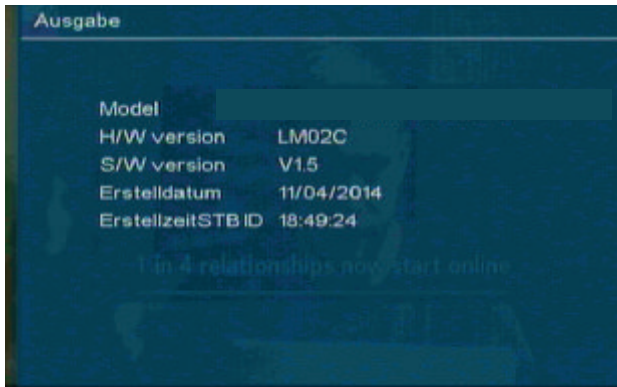 Ausgabe
Model
H/W version LM02C
S/W version V1.5
Erstelldatum 11/04/2014
ErstellzeitSTB ID 18:49:24
1 in 4 relationships now start online